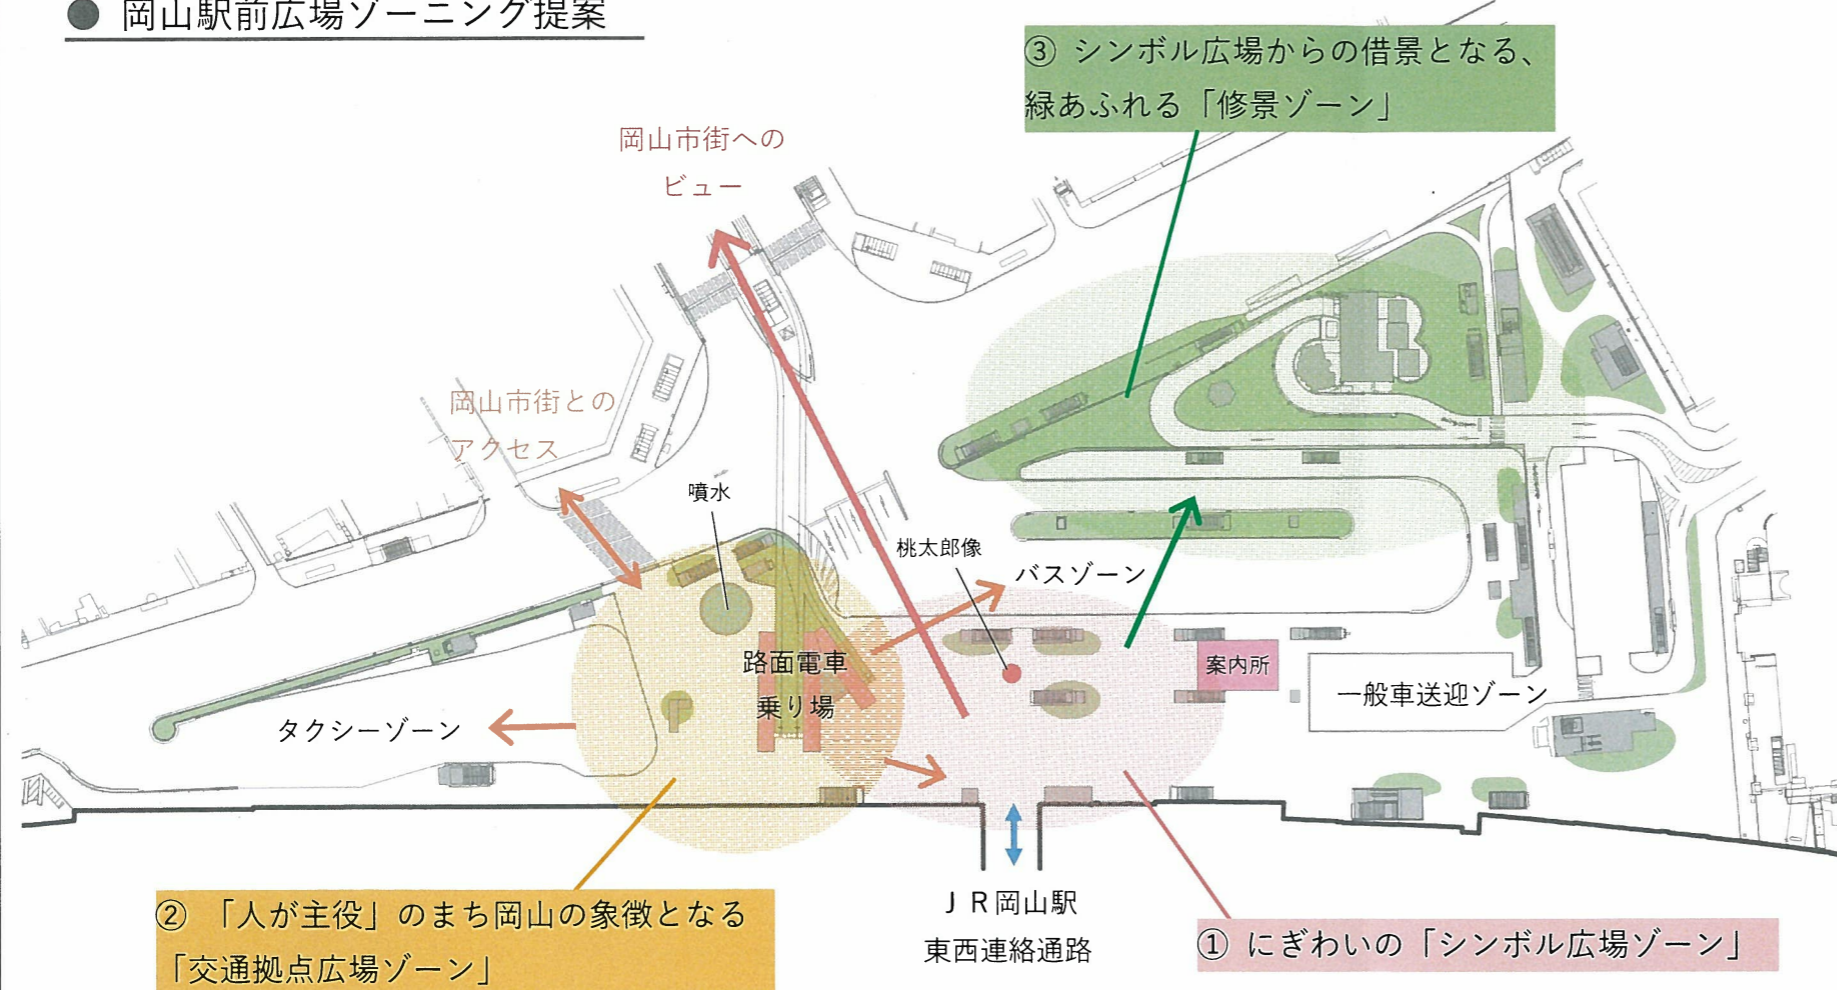 ● 岡山駅前広場ゾーニング提案
③ シンボル広場からの借景となる、
緑あふれる「修景ゾーン」
岡山市街への
ビュー
岡山市街との
アクセス
噴水
桃太郎像
バスゾーン
路面電車
乗り場
案内所
一般車送迎ゾーン
タクシーゾーン
② 「人が主役」のまち岡山の象徴となる
「交通拠点広場ゾーン」
ＪＲ岡山駅
東西連絡通路
① にぎわいの「シンボル広場ゾーン」